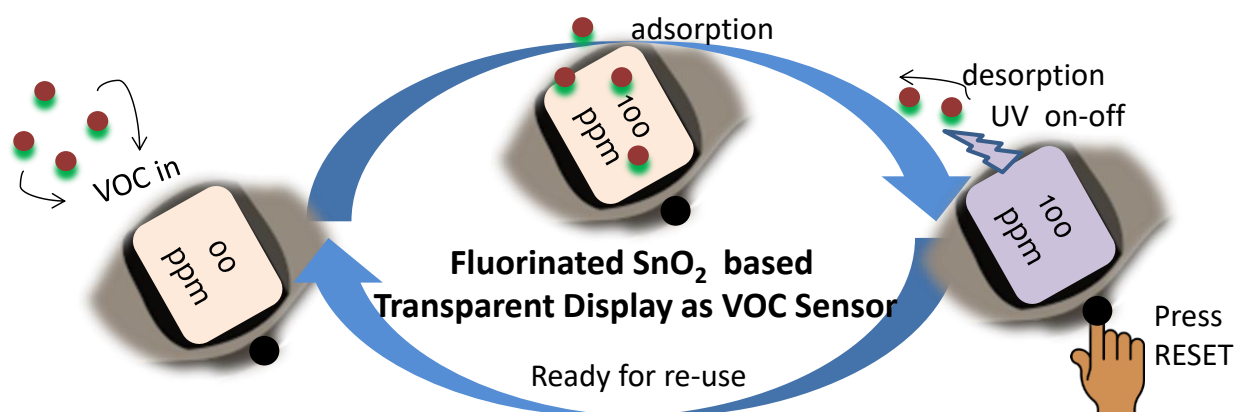 adsorption
desorption
UV on-off
VOC in
100
ppm
00
ppm
100
ppm
Fluorinated SnO₂ based
Transparent Display as VOC Sensor
Press
RESET
Ready for re-use